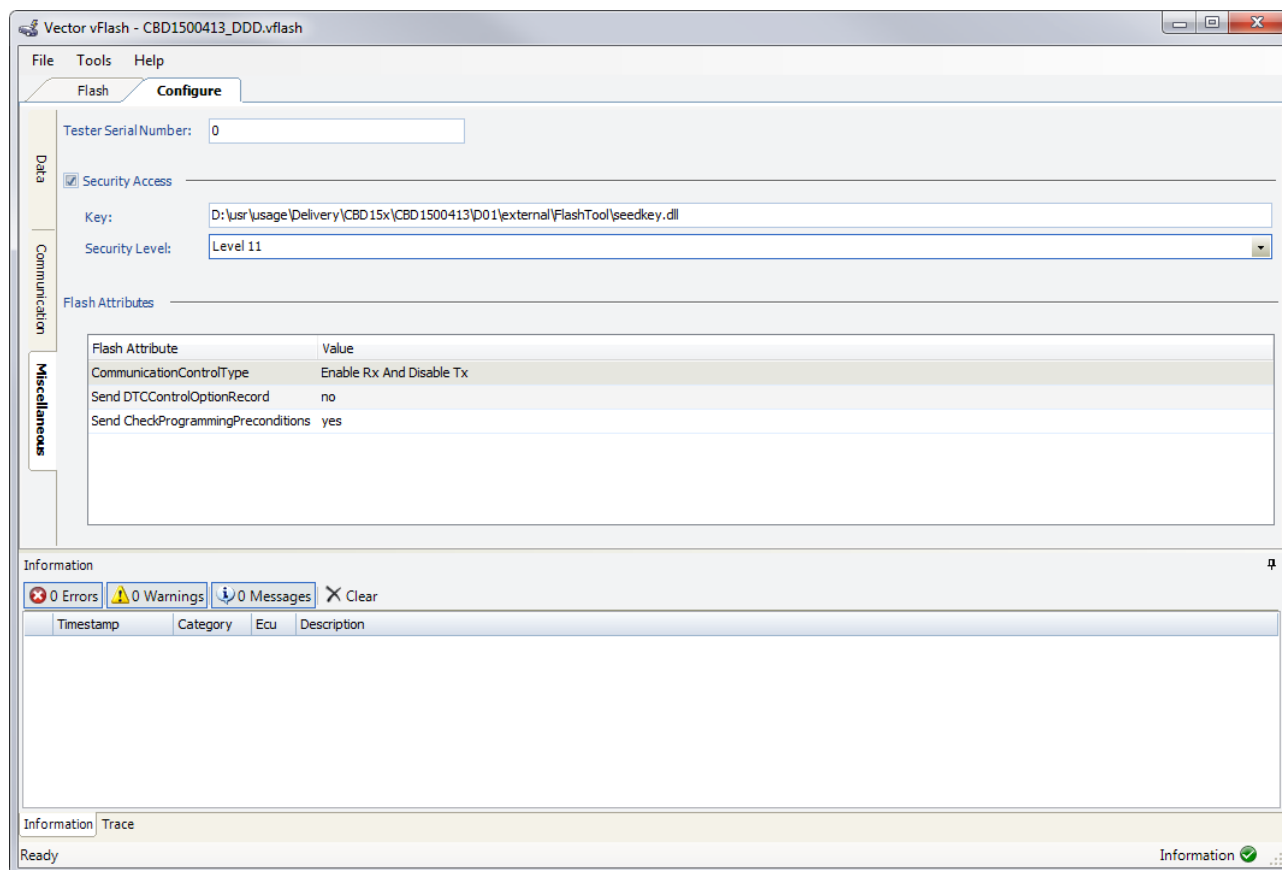 Vector vFlash - CBD1500413_DDD.vflash
File Tools Help
Flash Configure
Data
Communication
Miscellaneous
Tester Serial Number: 0
Security Access
Key: D:\usr\usage\Delivery\CBD15x\CBD1500413\D01\external\FlashTool\seedkey.dll
Security Level: Level 11
Flash Attributes
Flash Attribute Value
CommunicationControlType Enable Rx And Disable Tx
Send DTCControlOptionRecord no
Send CheckProgrammingPreconditions yes
Information
0 Errors 0 Warnings 0 Messages Clear
Timestamp Category Ecu Description
Information Trace
Ready Information